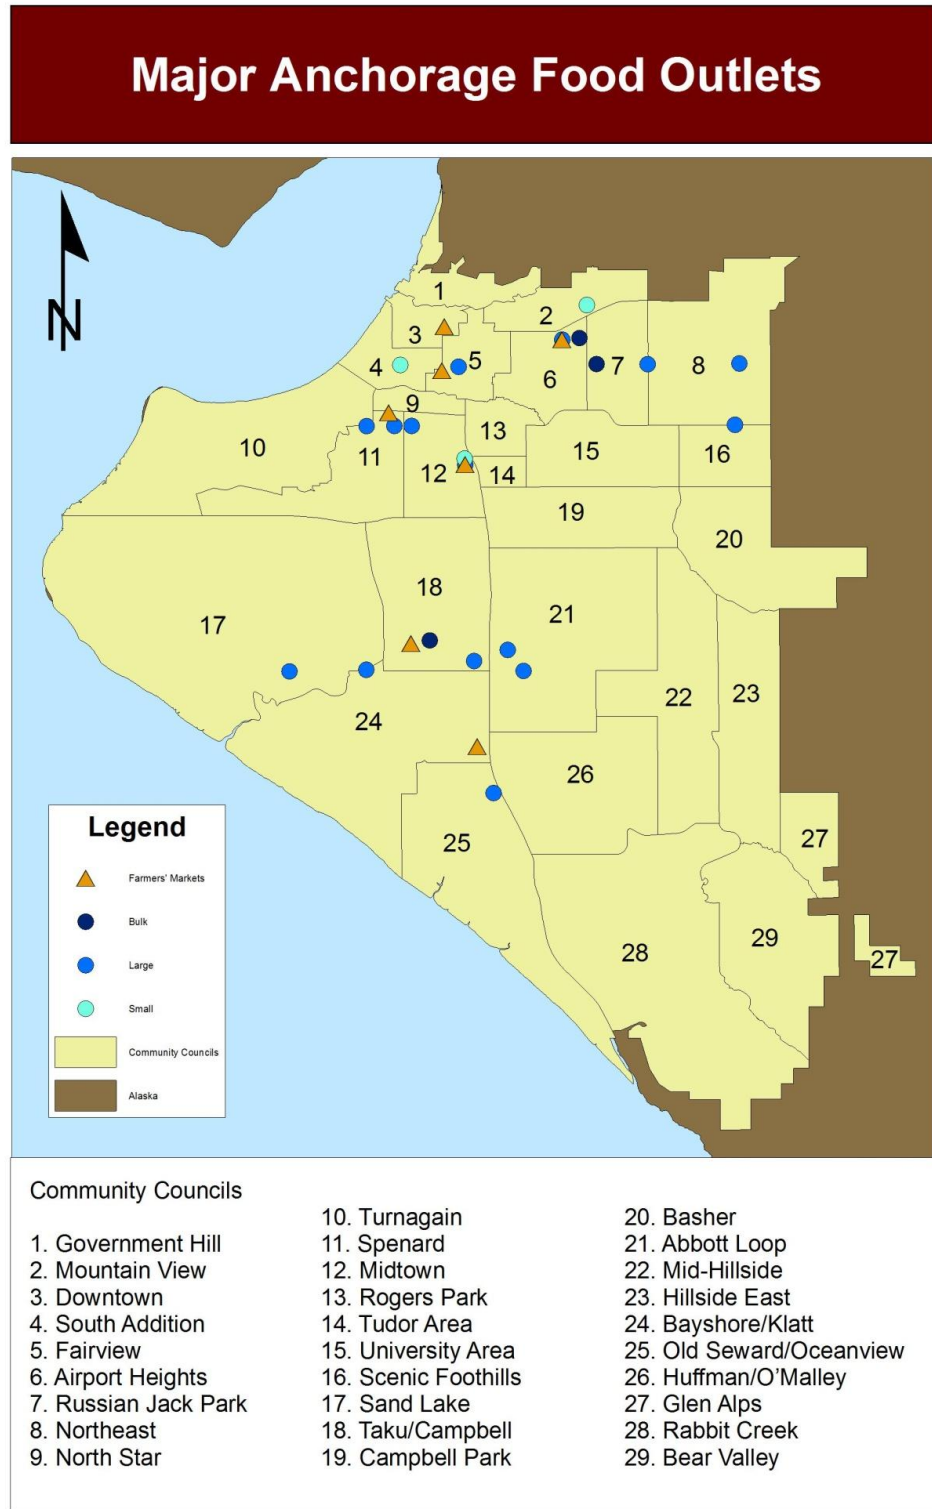 Major Anchorage Food Outlets
N
1
2
3
4
5
6
7
8
9
10
11
12
13
14
15
16
17
18
19
20
21
22
23
24
25
26
27
27
28
29
Legend
Farmers' Markets
Bulk
Large
Small
Community Councils
Alaska
Community Councils
1. Government Hill
2. Mountain View
3. Downtown
4. South Addition
5. Fairview
6. Airport Heights
7. Russian Jack Park
8. Northeast
9. North Star
10. Turnagain
11. Spenard
12. Midtown
13. Rogers Park
14. Tudor Area
15. University Area
16. Scenic Foothills
17. Sand Lake
18. Taku/Campbell
19. Campbell Park
20. Basher
21. Abbott Loop
22. Mid-Hillside
23. Hillside East
24. Bayshore/Klatt
25. Old Seward/Oceanview
26. Huffman/O'Malley
27. Glen Alps
28. Rabbit Creek
29. Bear Valley